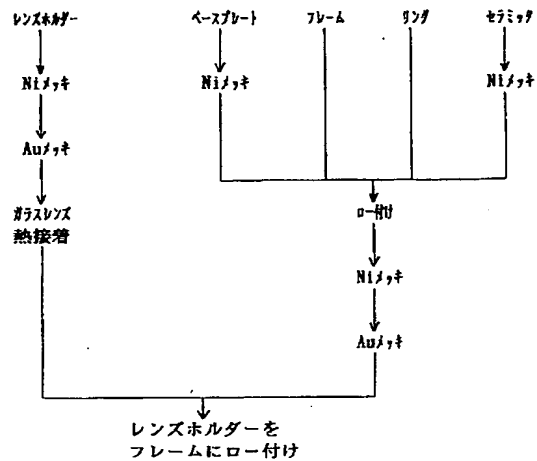 レンズホルダー
ベースプレート
フレーム
リング
セラミック
Niメッキ
Niメッキ
Niメッキ
Auメッキ
ガラスレンズ
熱接着
ロー付け
Niメッキ
Auメッキ
レンズホルダーを
フレームにロー付け